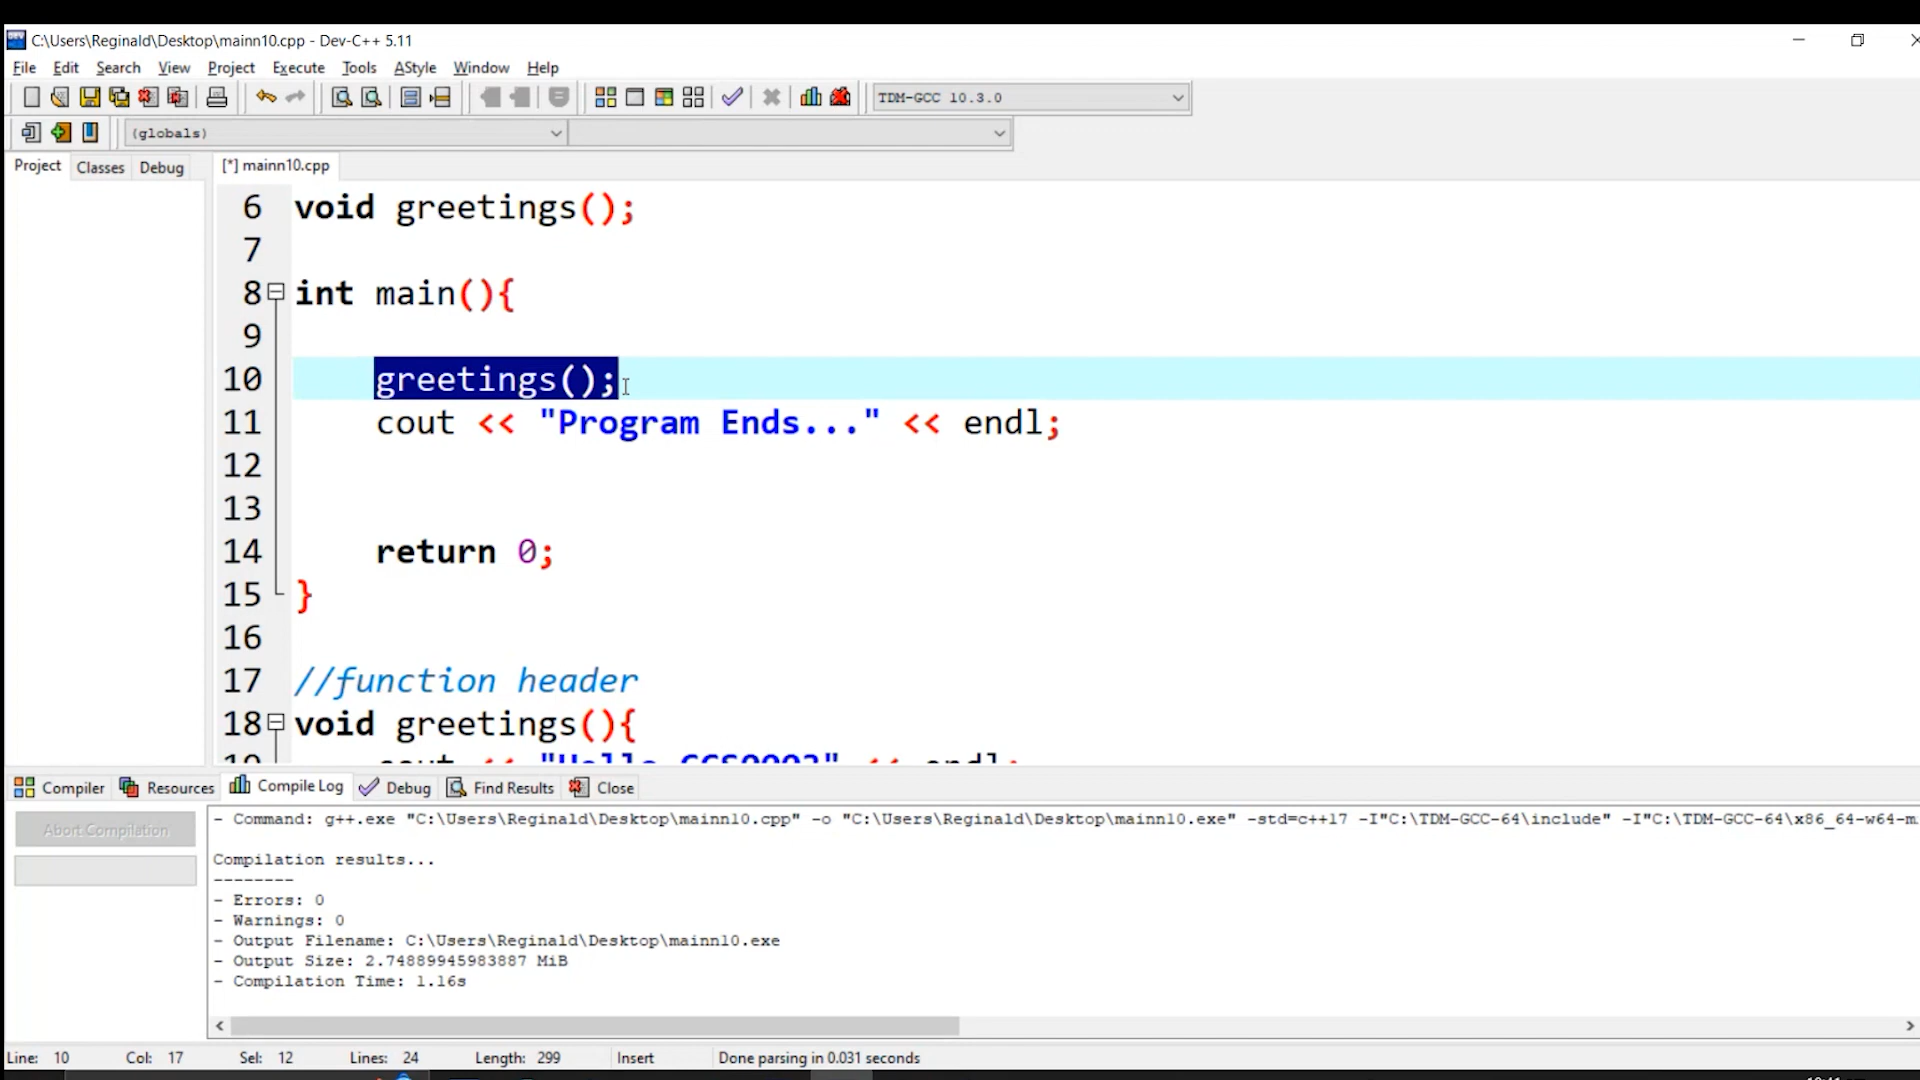 C:\Users\Reginald\Desktop\mainn10.cpp - Dev-C++ 5.11
File Edit Search View Project Execute Tools AStyle Window Help
TDM-GCC 10.3.0
(globals)
Project Classes Debug [*] mainn10.cpp
6 void greetings();
7
8 int main(){
9
10 greetings();
11 cout << "Program Ends..." << endl;
12
13
14 return 0;
15 }
16
17 //function header
18 void greetings(){
19 cout << "Hello CCS0003" << endl;
Compiler Resources Compile Log Debug Find Results Close
Abort Compilation
- Command: g++.exe "C:\Users\Reginald\Desktop\mainn10.cpp" -o "C:\Users\Reginald\Desktop\mainn10.exe" -std=c++17 -I"C:\TDM-GCC-64\include" -I"C:\TDM-GCC-64\x86_64-w64-m
Compilation results...
--------
- Errors: 0
- Warnings: 0
- Output Filename: C:\Users\Reginald\Desktop\mainn10.exe
- Output Size: 2.74889945983887 MiB
- Compilation Time: 1.16s
Line: 10 Col: 17 Sel: 12 Lines: 24 Length: 299 Insert Done parsing in 0.031 seconds